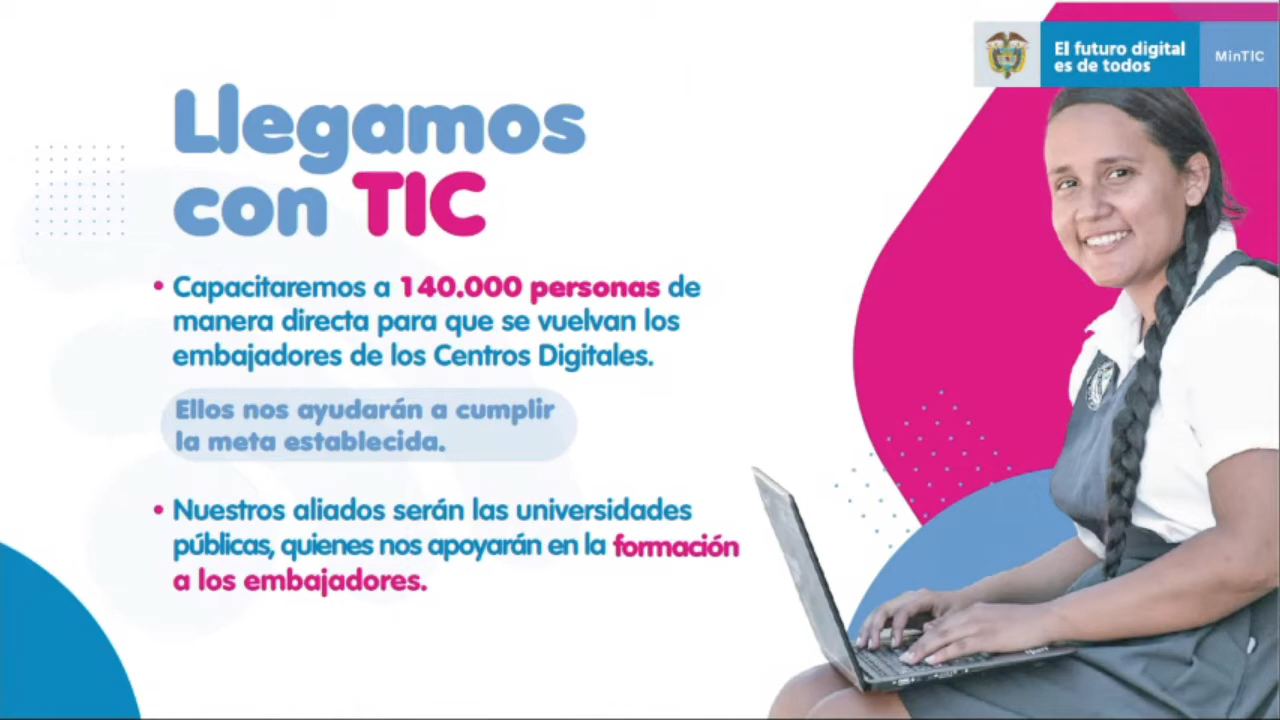 El futuro digital
es de todos
MinTIC
Llegamos
con TIC
• Capacitaremos a 140.000 personas de
manera directa para que se vuelvan los
embajadores de los Centros Digitales.
Ellos nos ayudarán a cumplir
la meta establecida.
• Nuestros aliados serán las universidades
públicas, quienes nos apoyarán en la formación
a los embajadores.